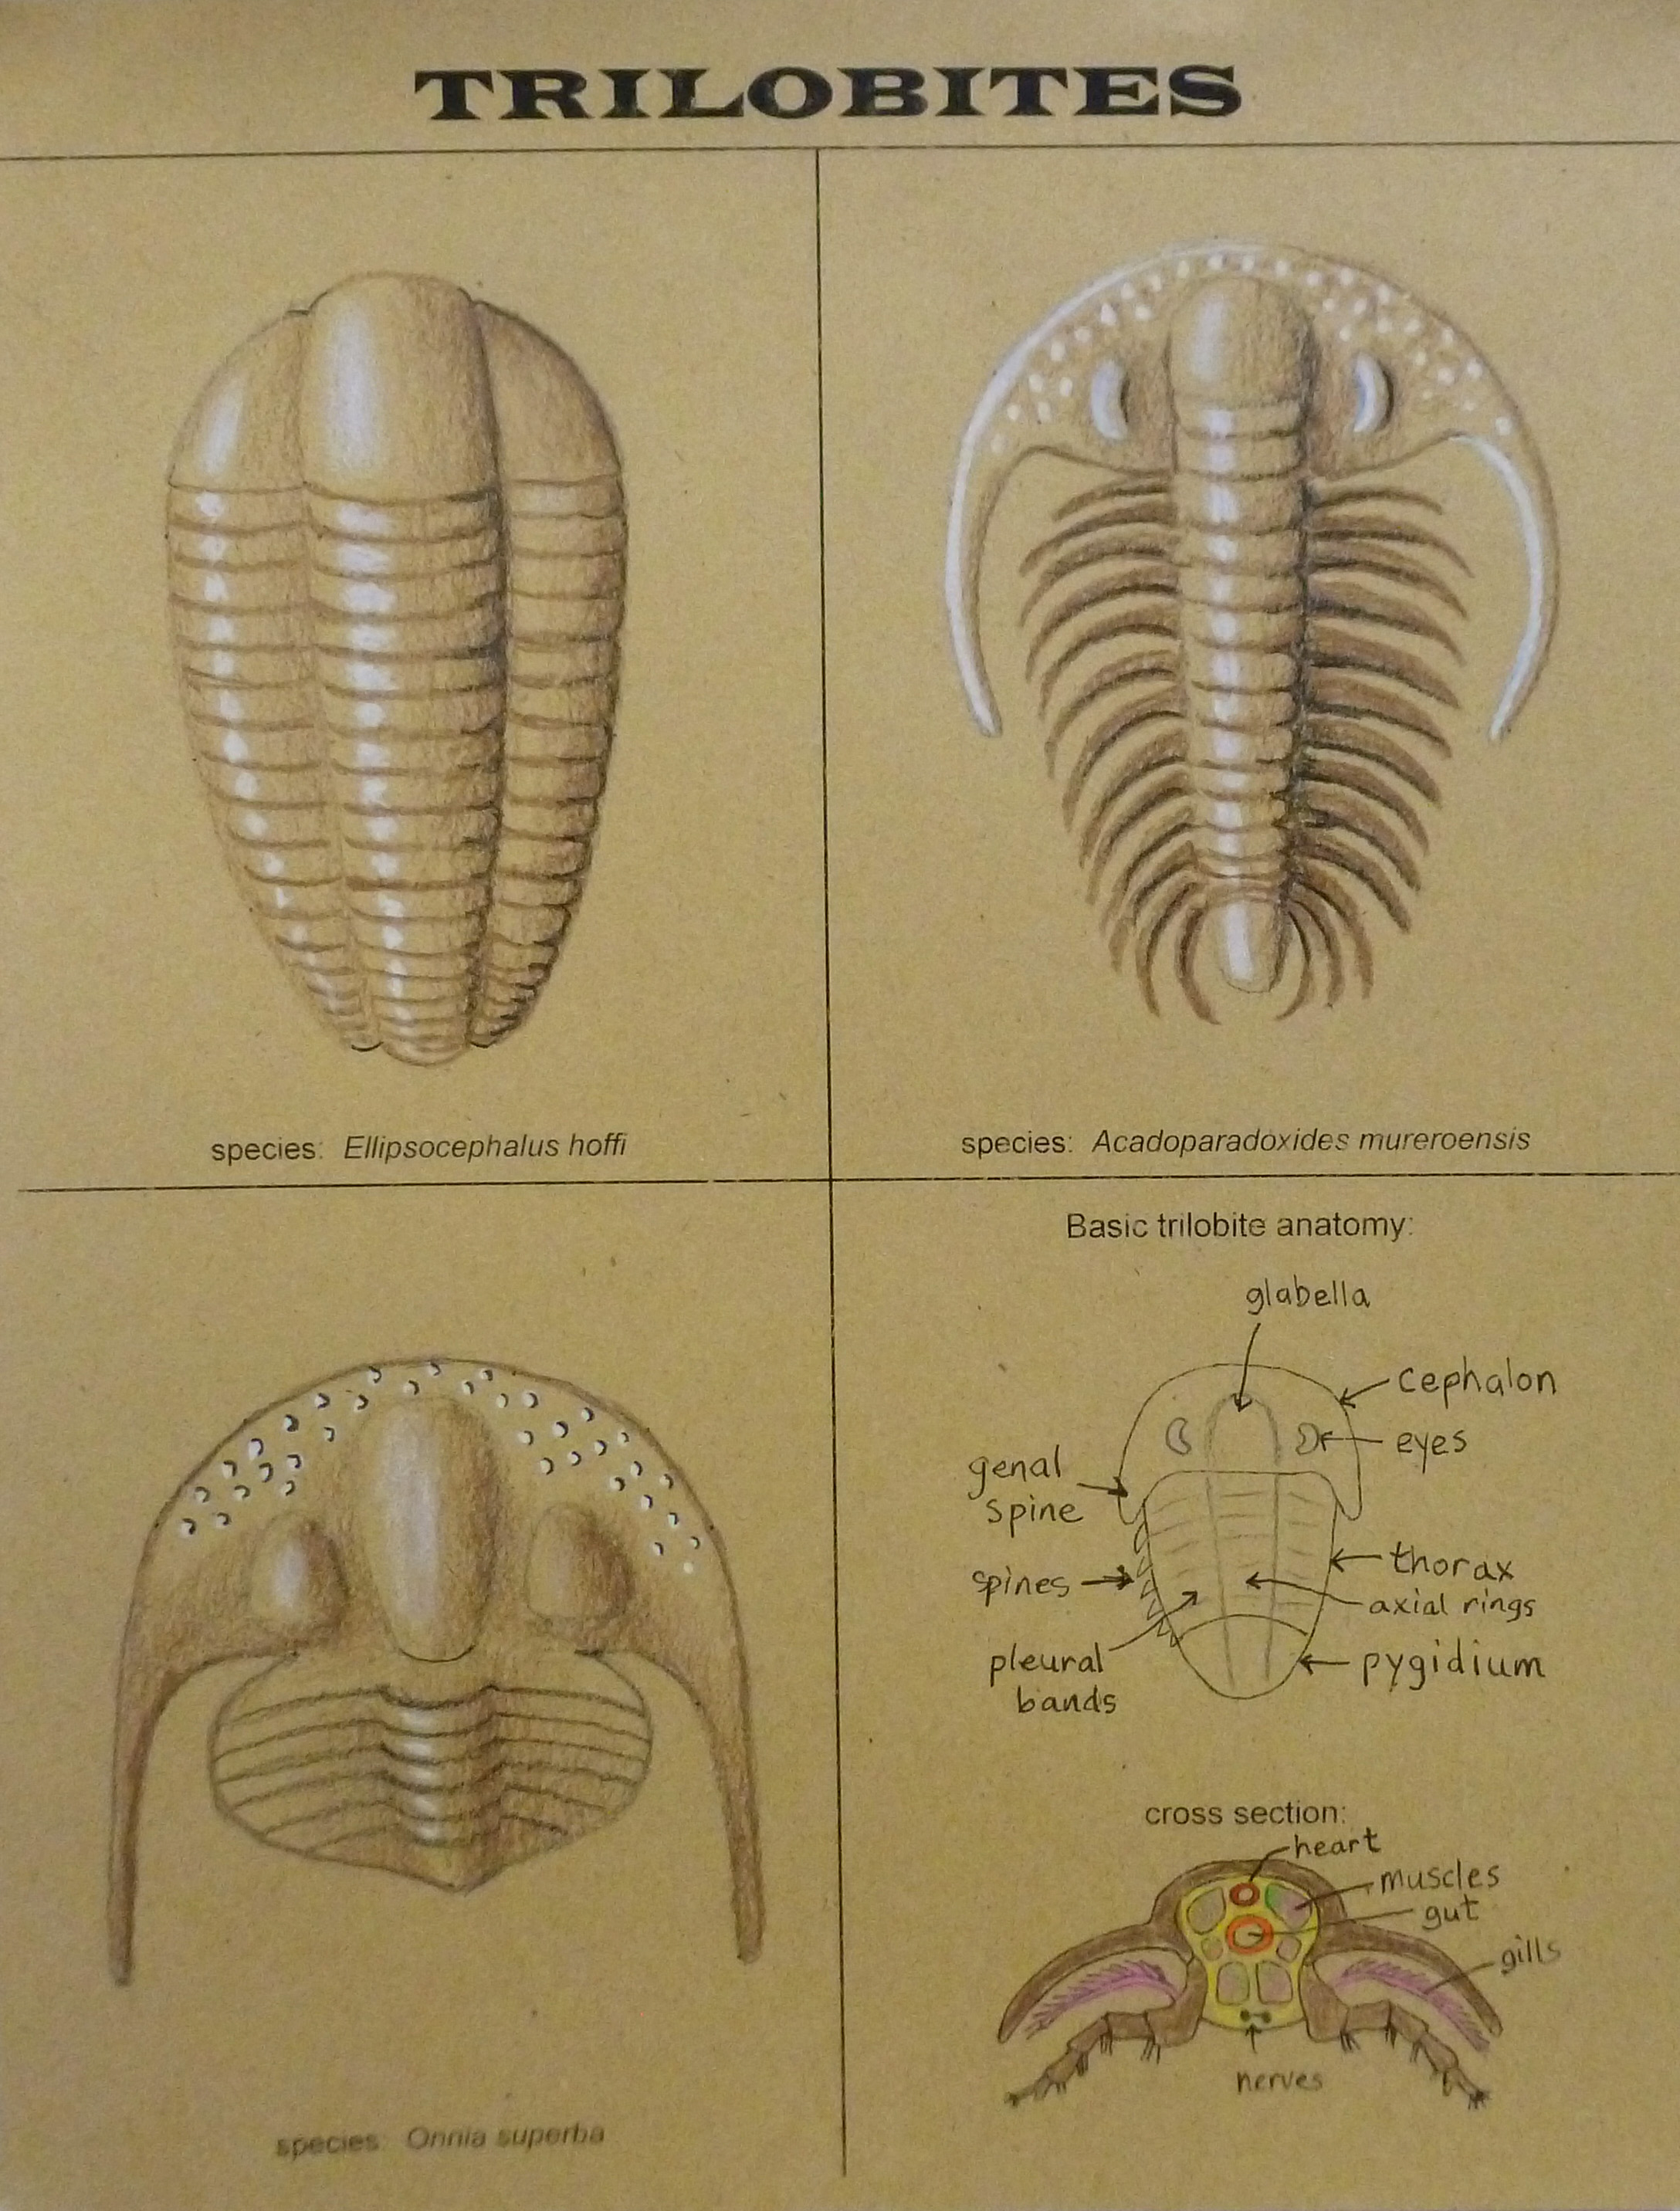 TRILOBITES
species: Ellipsocephalus hoffi
species: Acadoparadoxides mureroensis
species: Onnia superba
Basic trilobite anatomy:
glabella
cephalon
eyes
genal
spine
spines
thorax
axial rings
pleural
bands
pygidium
cross section:
heart
muscles
gut
gills
nerves